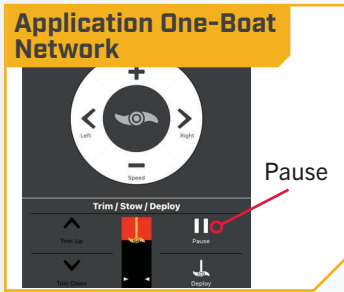 Application One-Boat
Network
Left
Right
Speed
Trim / Stow / Deploy
Pause
Trim Up
Pause
Trim Down
Deploy